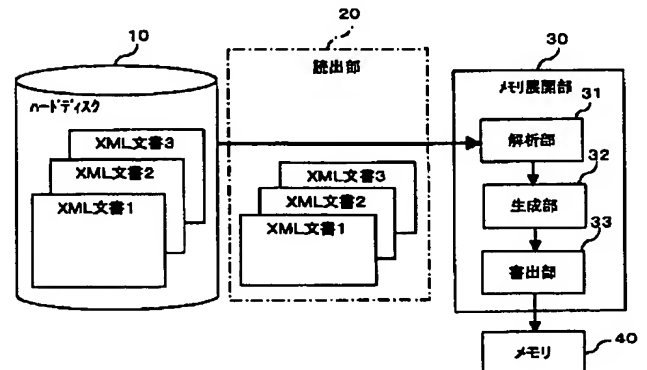 10
ハードディスク
XML文書3
XML文書2
XML文書1
20
読出部
XML文書3
XML文書2
XML文書1
30
メモリ展開部
31
解析部
32
生成部
33
書出部
メモリ
40